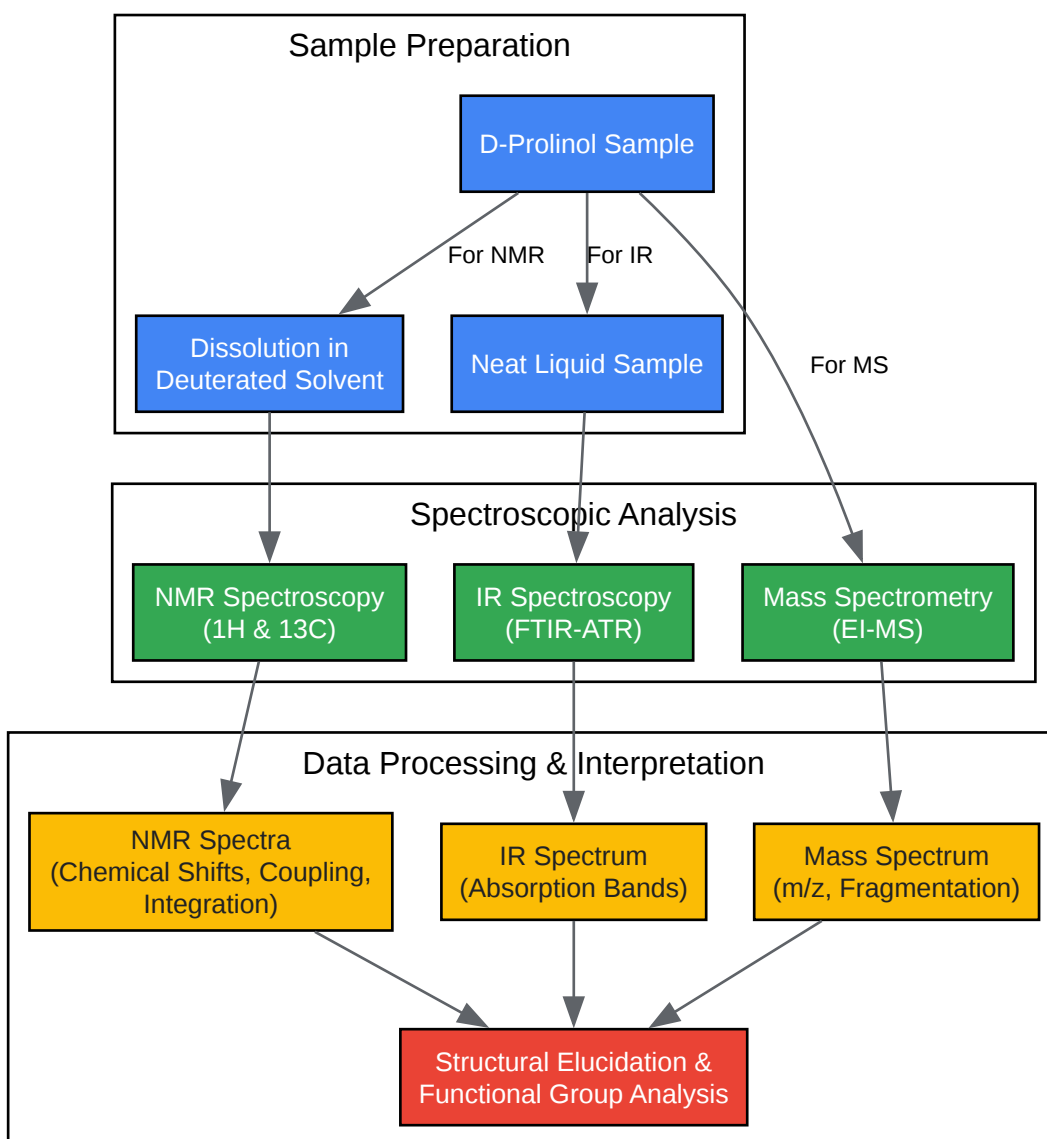 Sample Preparation
D-Prolinol Sample
For NMR
For IR
Dissolution in
Deuterated Solvent
Neat Liquid Sample
For MS
Spectroscopic Analysis
NMR Spectroscopy
(1H & 13C)
IR Spectroscopy
(FTIR-ATR)
Mass Spectrometry
(EI-MS)
Data Processing & Interpretation
NMR Spectra
(Chemical Shifts, Coupling,
Integration)
IR Spectrum
(Absorption Bands)
Mass Spectrum
(m/z, Fragmentation)
Structural Elucidation &
Functional Group Analysis